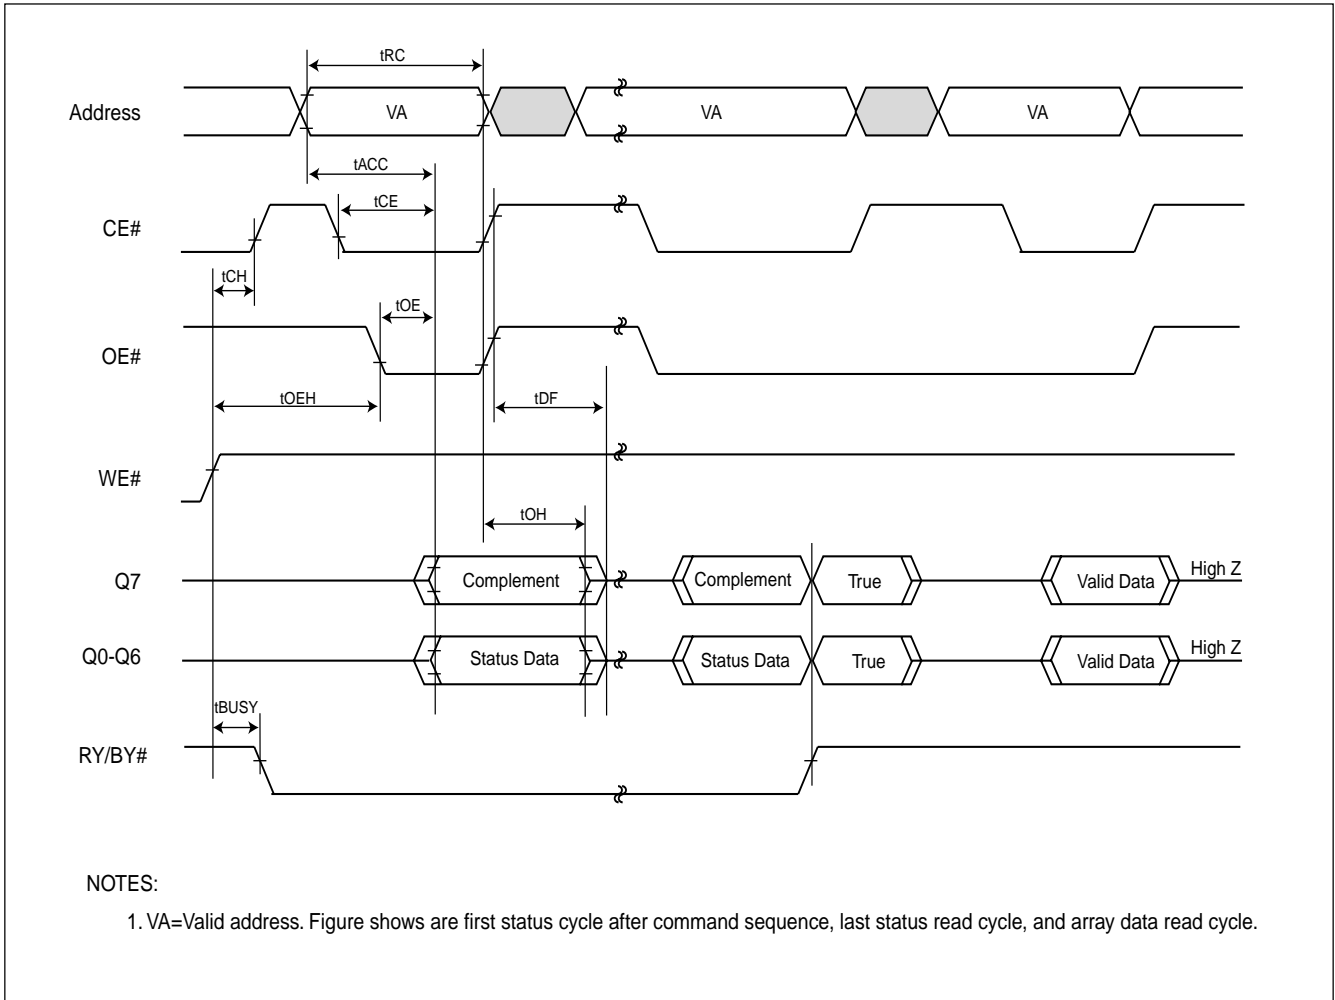 tRC
Address
VA
VA
VA
tACC
tCE
CE#
tCH
tOE
OE#
tOEH
tDF
WE#
tOH
Q7
Complement
Complement
True
Valid Data
High Z
Q0-Q6
Status Data
Status Data
True
Valid Data
High Z
tBUSY
RY/BY#
NOTES:
1. VA=Valid address. Figure shows are first status cycle after command sequence, last status read cycle, and array data read cycle.